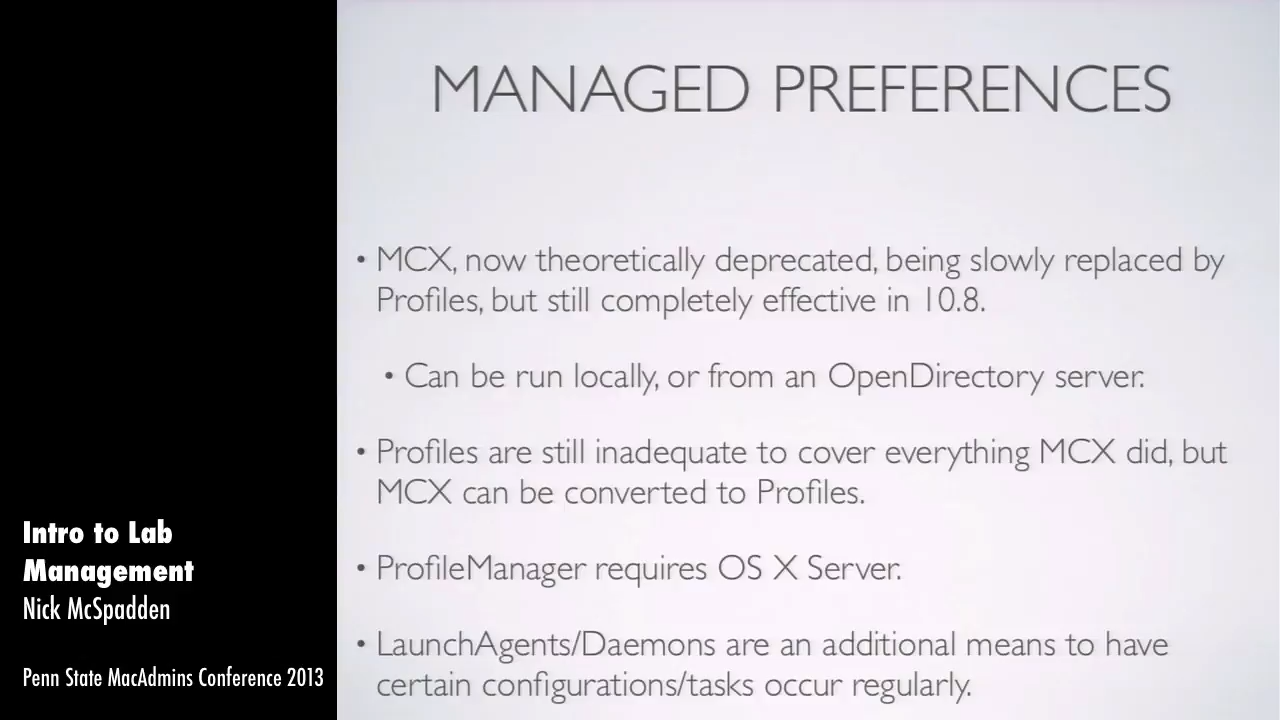 MANAGED PREFERENCES
• MCX, now theoretically deprecated, being slowly replaced by
Profiles, but still completely effective in 10.8.
• Can be run locally, or from an OpenDirectory server.
• Profiles are still inadequate to cover everything MCX did, but
MCX can be converted to Profiles.
• ProfileManager requires OS X Server.
• LaunchAgents/Daemons are an additional means to have
certain configurations/tasks occur regularly.
Intro to Lab
Management
Nick McSpadden
Penn State MacAdmins Conference 2013